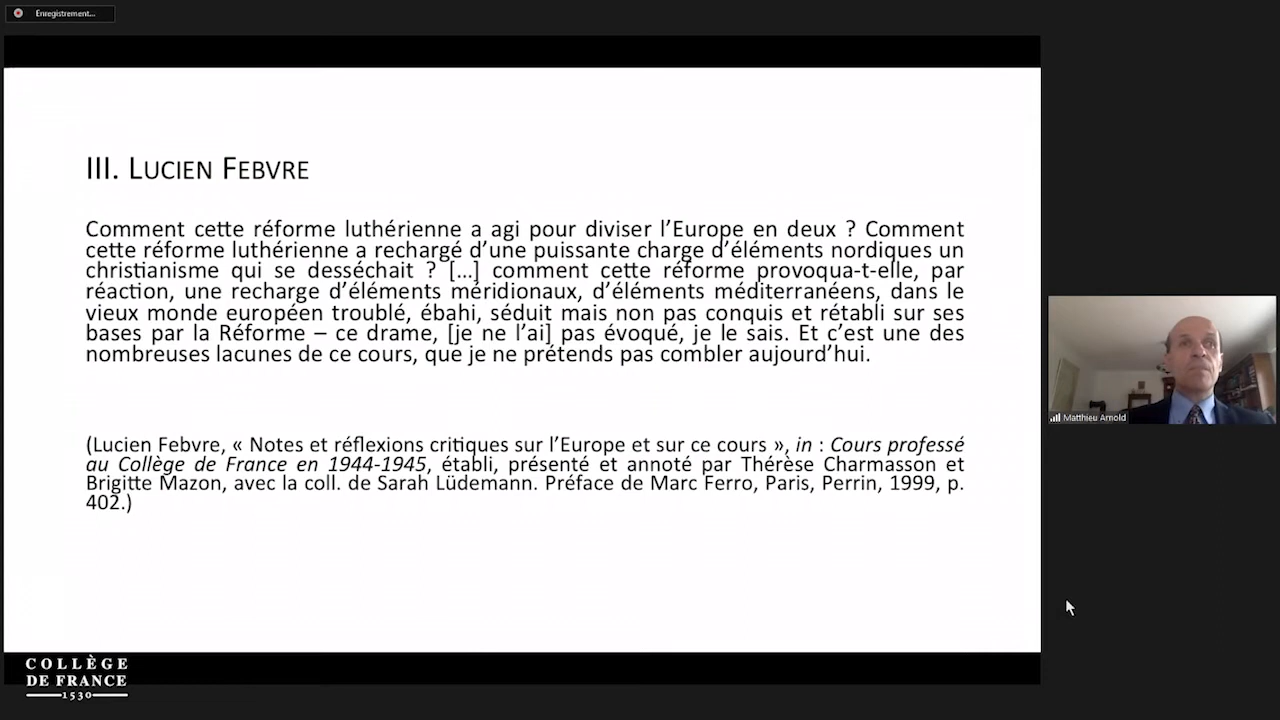 Enregistrement...
III. LUCIEN FEBVRE
Comment cette réforme luthérienne a agi pour diviser l'Europe en deux ? Comment
cette réforme luthérienne a rechargé d'une puissante charge d'éléments nordiques un
christianisme qui se desséchait ? [...] comment cette réforme provoqua-t-elle, par
réaction, une recharge d'éléments méridionaux, d'éléments méditerranéens, dans le
vieux monde européen troublé, ébahi, séduit mais non pas conquis et rétabli sur ses
bases par la Réforme – ce drame, [je ne l'ai] pas évoqué, je le sais. Et c'est une des
nombreuses lacunes de ce cours, que je ne prétends pas combler aujourd'hui.
(Lucien Febvre, « Notes et réflexions critiques sur l'Europe et sur ce cours », in : Cours professé
au Collège de France en 1944-1945, établi, présenté et annoté par Thérèse Charmasson et
Brigitte Mazon, avec la coll. de Sarah Lüdemann. Préface de Marc Ferro, Paris, Perrin, 1999, p.
402.)
Matthieu Arnold
COLLÈGE
DE FRANCE
1530